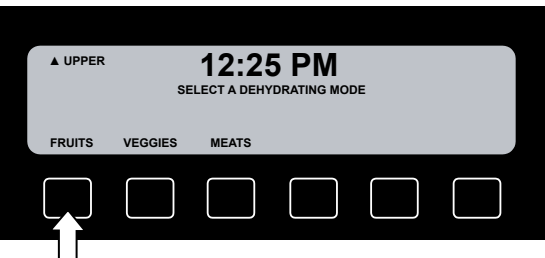 ▲ UPPER 12:25 PM
SELECT A DEHYDRATING MODE
FRUITS VEGGIES MEATS